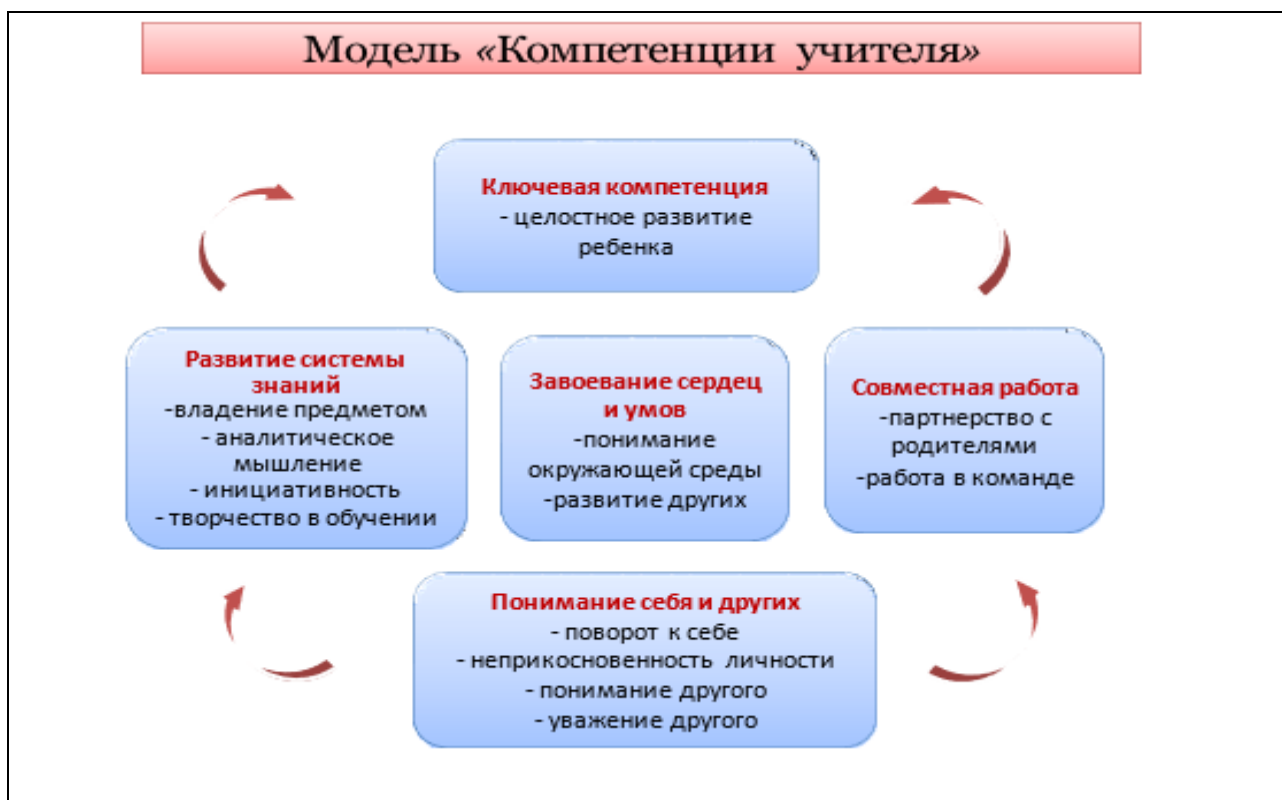 Модель «Компетенции учителя»
Ключевая компетенция
- целостное развитие
ребенка
Развитие системы
знаний
-владение предметом
- аналитическое
мышление
- инициативность
- творчество в обучении
Завоевание сердец
и умов
-понимание
окружающей среды
-развитие других
Совместная работа
-партнерство с
родителями
-работа в команде
Понимание себя и других
- поворот к себе
- неприкосновенность личности
- понимание другого
- уважение другого